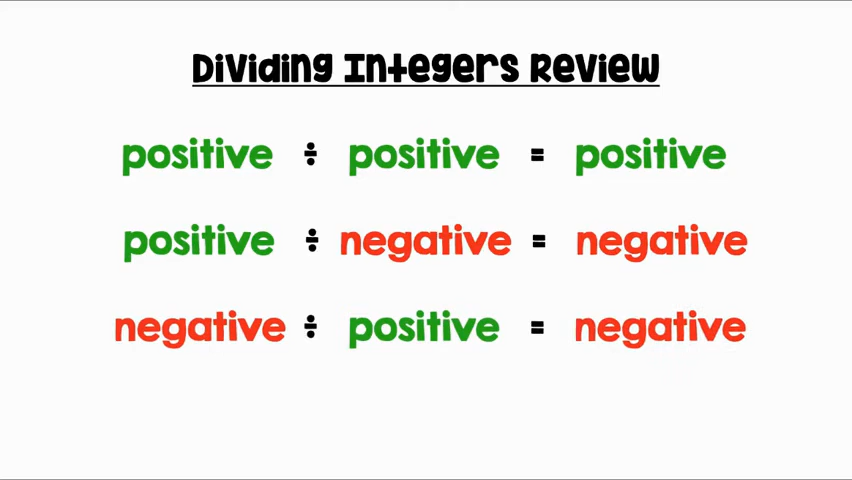 Dividing Integers Review
positive ÷ positive = positive
positive ÷ negative = negative
negative ÷ positive = negative